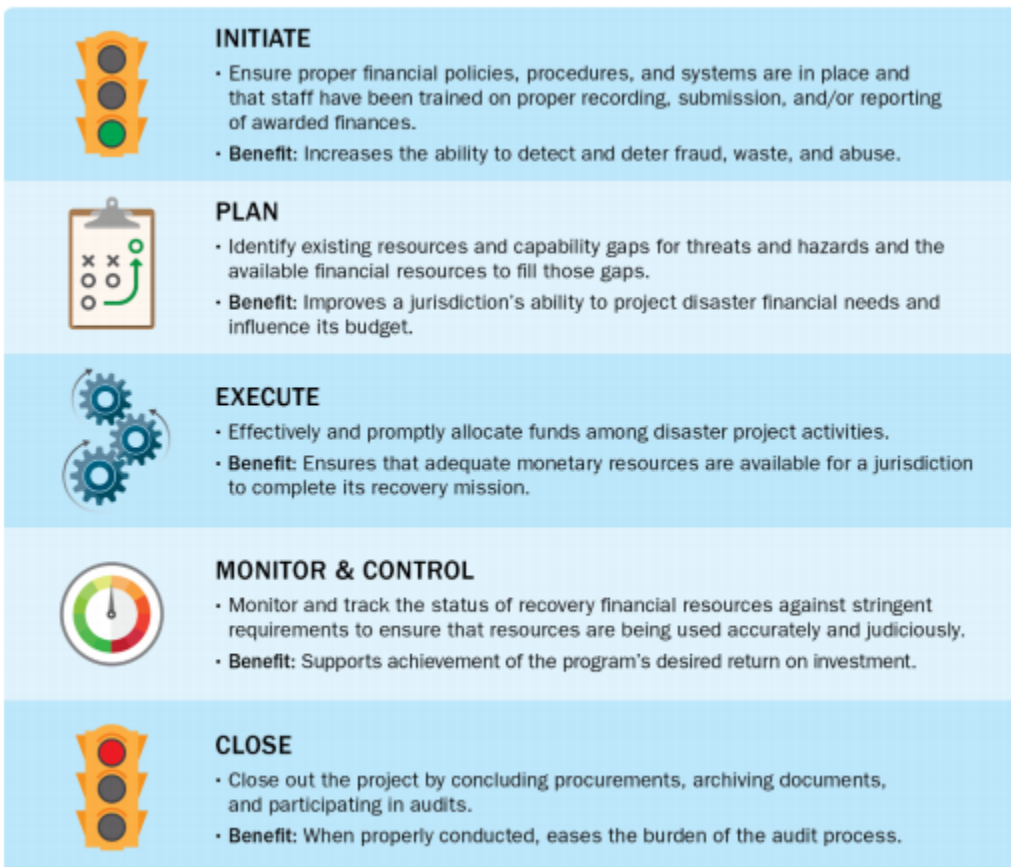 INITIATE
· Ensure proper financial policies, procedures, and systems are in place and
that staff have been trained on proper recording, submission, and/or reporting
of awarded finances.
· Benefit: Increases the ability to detect and deter fraud, waste, and abuse.
PLAN
· Identify existing resources and capability gaps for threats and hazards and the
available financial resources to fill those gaps.
· Benefit: Improves a jurisdiction's ability to project disaster financial needs and
influence its budget.
EXECUTE
· Effectively and promptly allocate funds among disaster project activities.
· Benefit: Ensures that adequate monetary resources are available for a jurisdiction
to complete its recovery mission.
MONITOR & CONTROL
· Monitor and track the status of recovery financial resources against stringent
requirements to ensure that resources are being used accurately and judiciously.
· Benefit: Supports achievement of the program's desired return on investment.
CLOSE
· Close out the project by concluding procurements, archiving documents,
and participating in audits.
· Benefit: When properly conducted, eases the burden of the audit process.